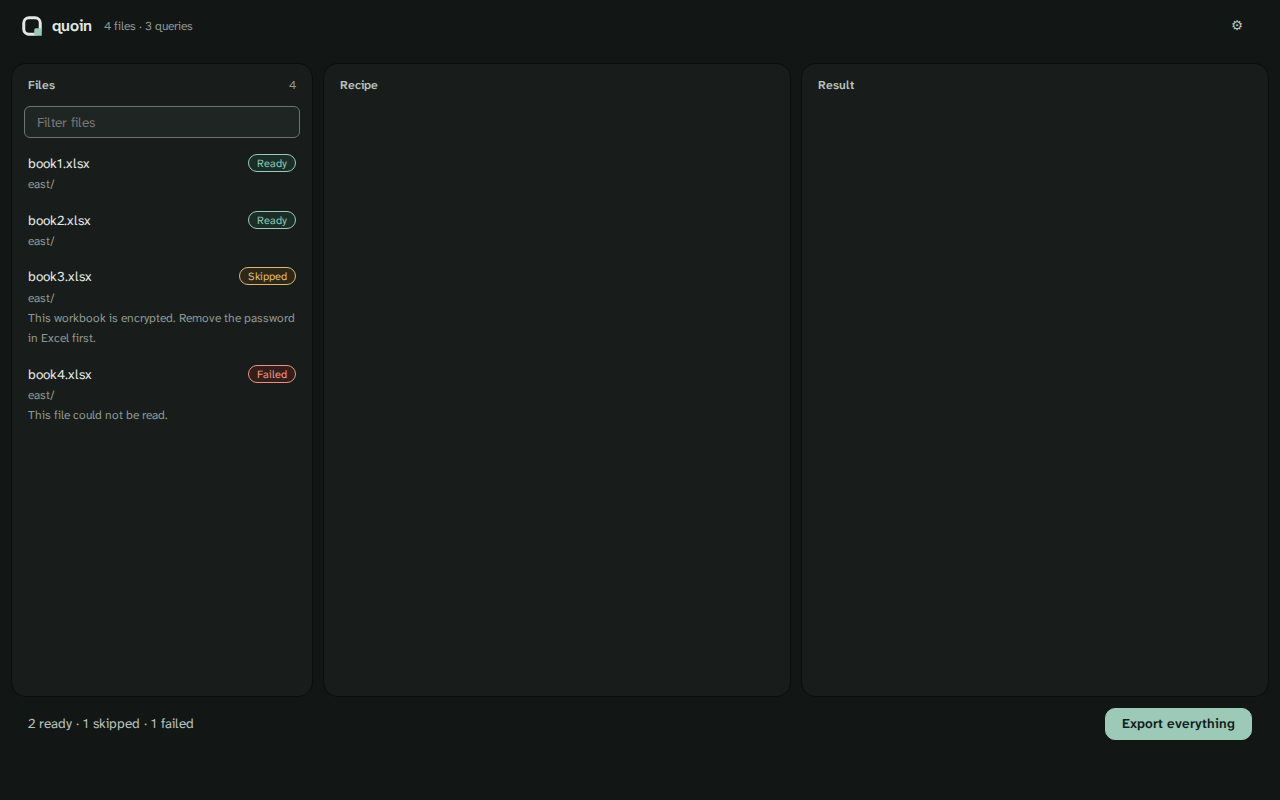 quoin 4 files · 3 queries ⚙
Files 4
Filter files
book1.xlsx Ready
east/
book2.xlsx Ready
east/
book3.xlsx Skipped
east/
This workbook is encrypted. Remove the password
in Excel first.
book4.xlsx Failed
east/
This file could not be read.
Recipe
Result
2 ready · 1 skipped · 1 failed
Export everything